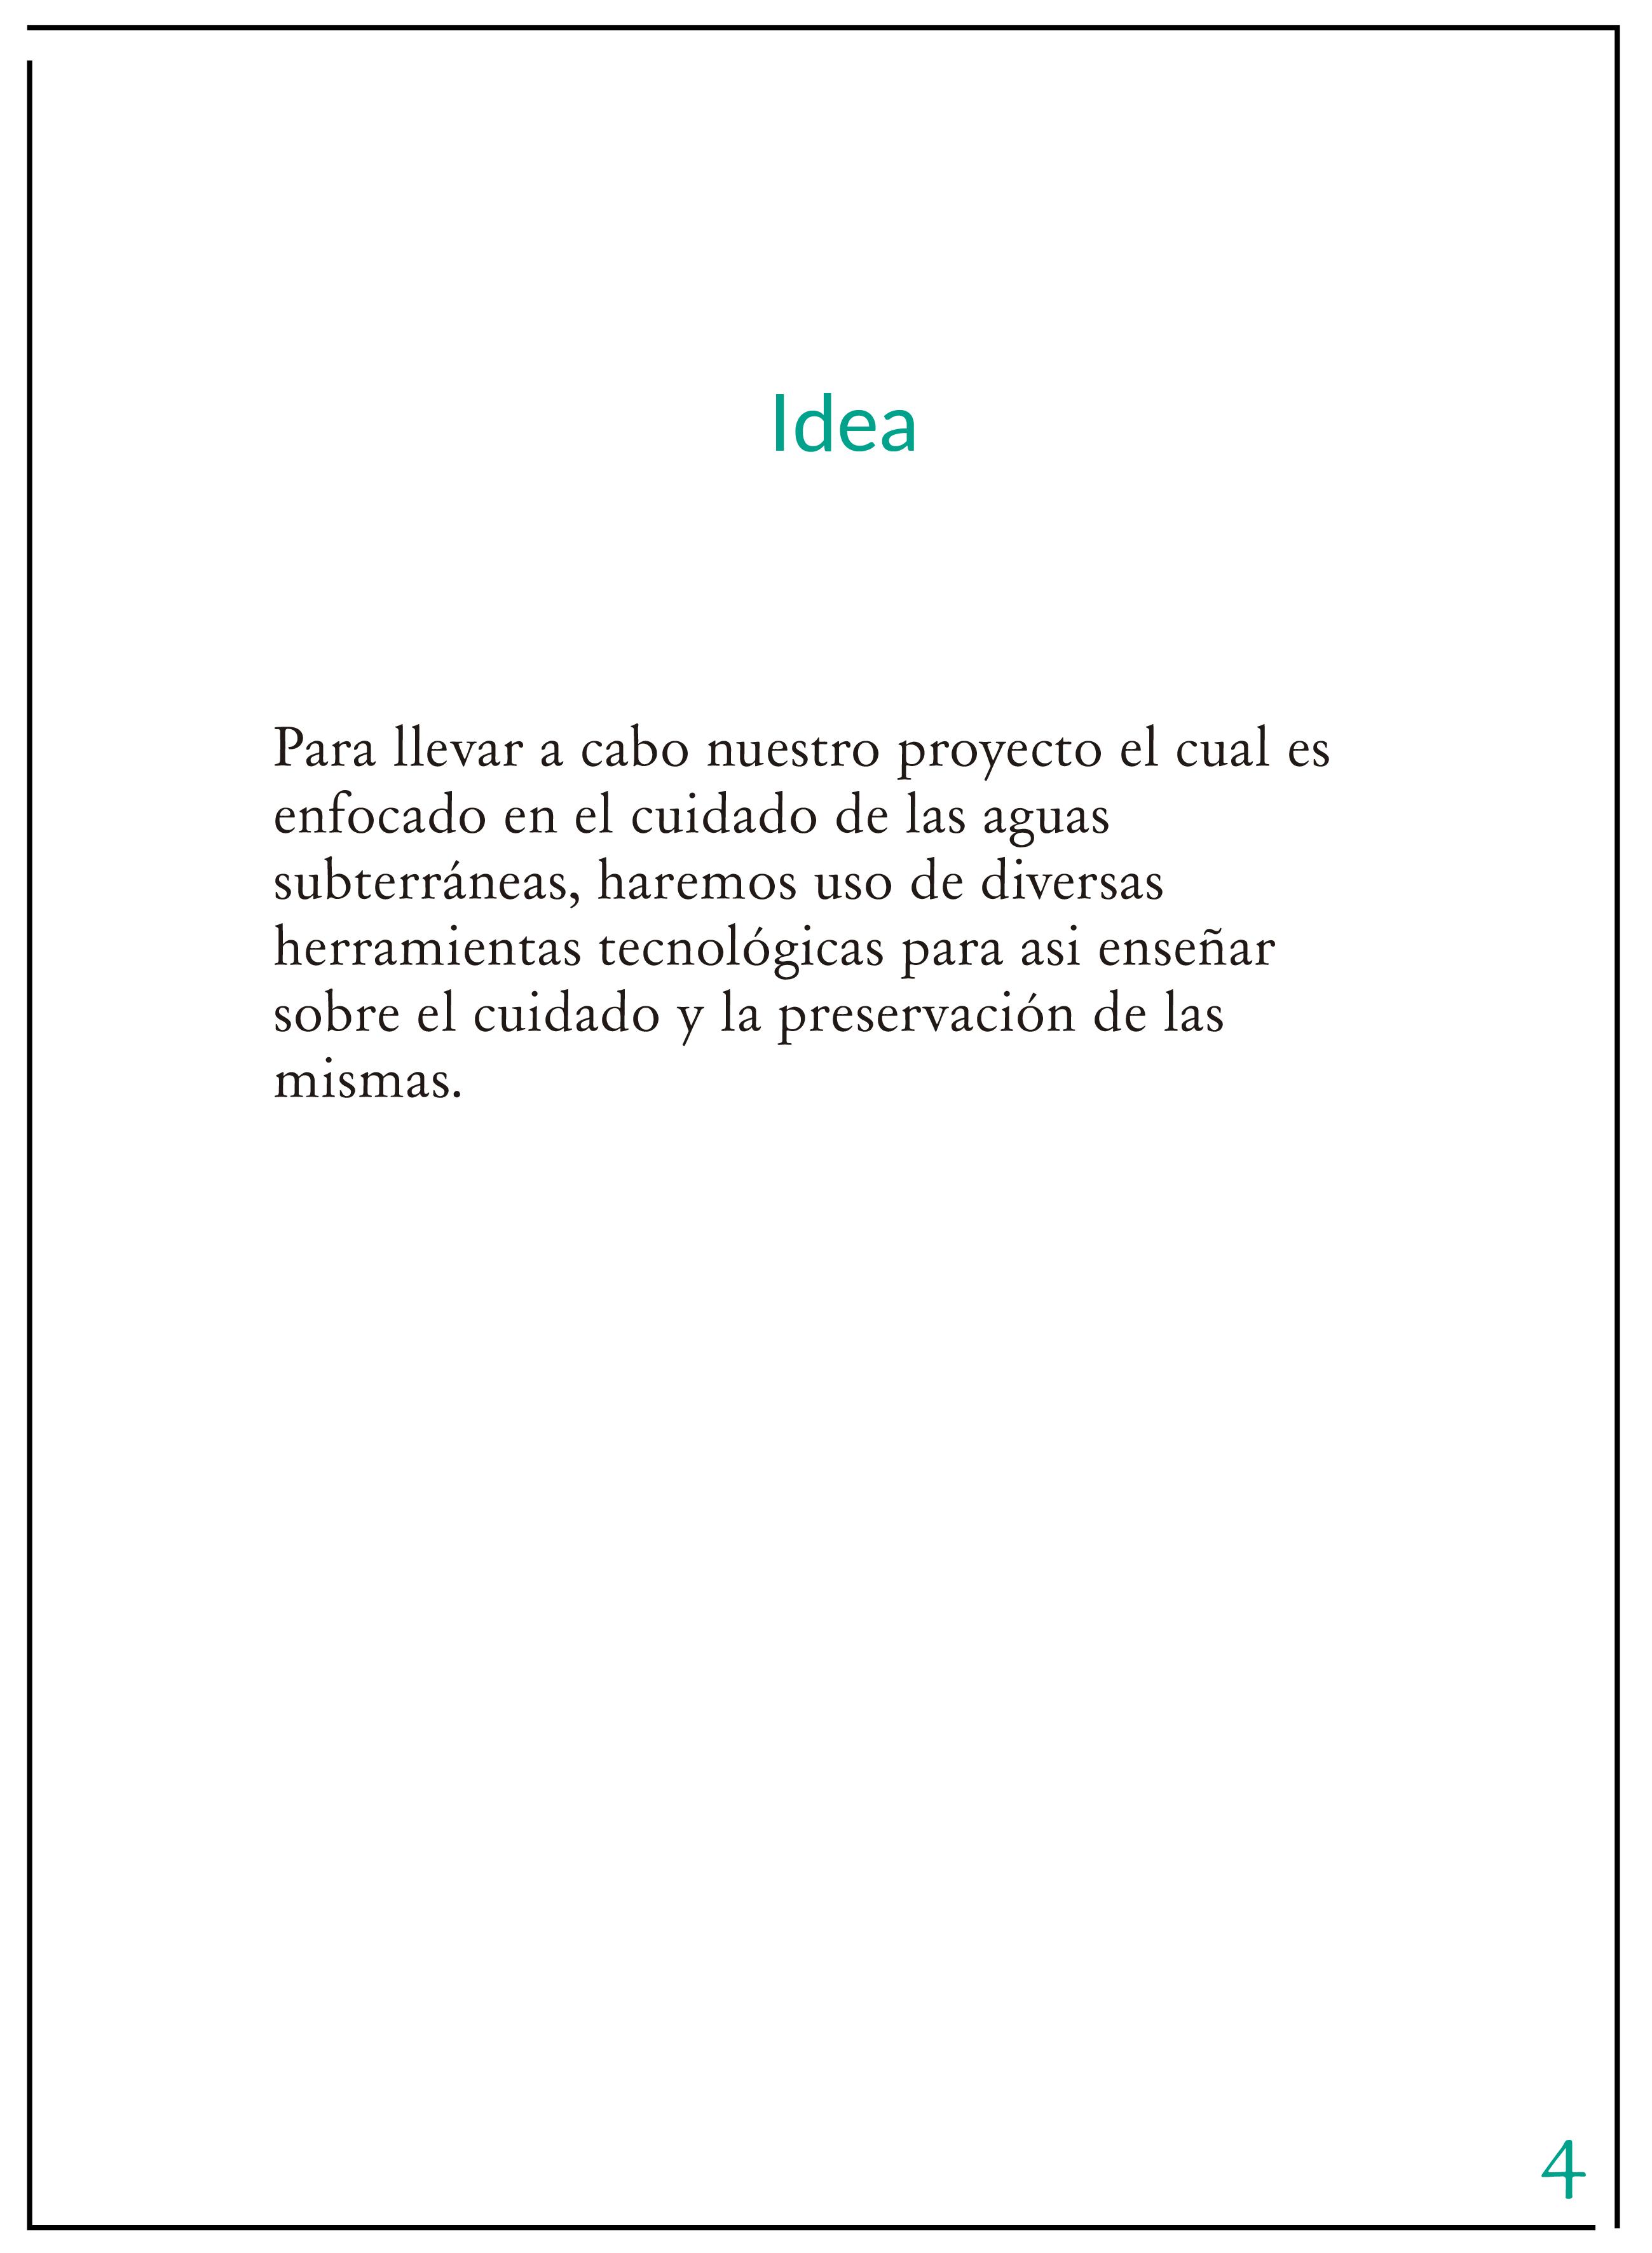 Idea
Para llevar a cabo nuestro proyecto el cual es
enfocado en el cuidado de las aguas
subterráneas, haremos uso de diversas
herramientas tecnológicas para asi enseñar
sobre el cuidado y la preservación de las
mismas.
4